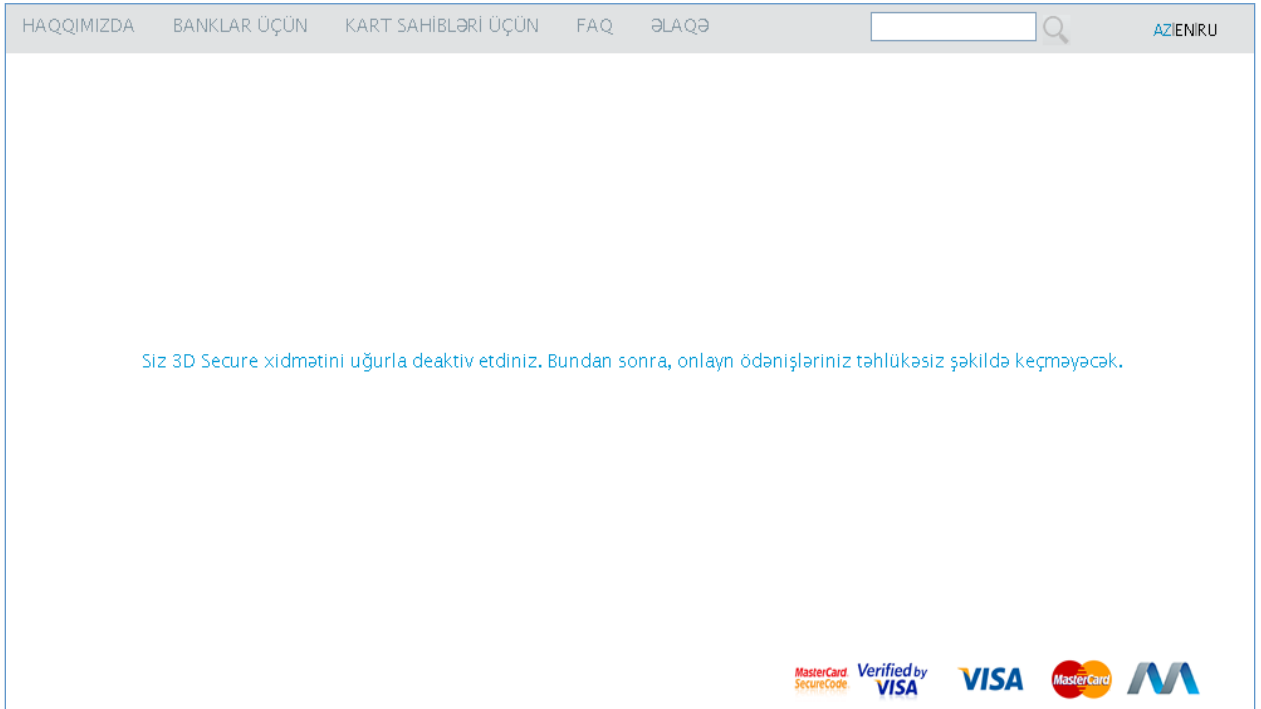 HAQQIMIZDA BANKLAR ÜÇÜN KART SAHİBLƏRİ ÜÇÜN FAQ ƏLAQƏ AZ|EN|RU
Siz 3D Secure xidmətini uğurla deaktiv etdiniz. Bundan sonra, onlayn ödənişləriniz təhlükəsiz şəkildə keçməyəcək.
MasterCard. Verified by
SecureCode. VISA VISA MasterCard